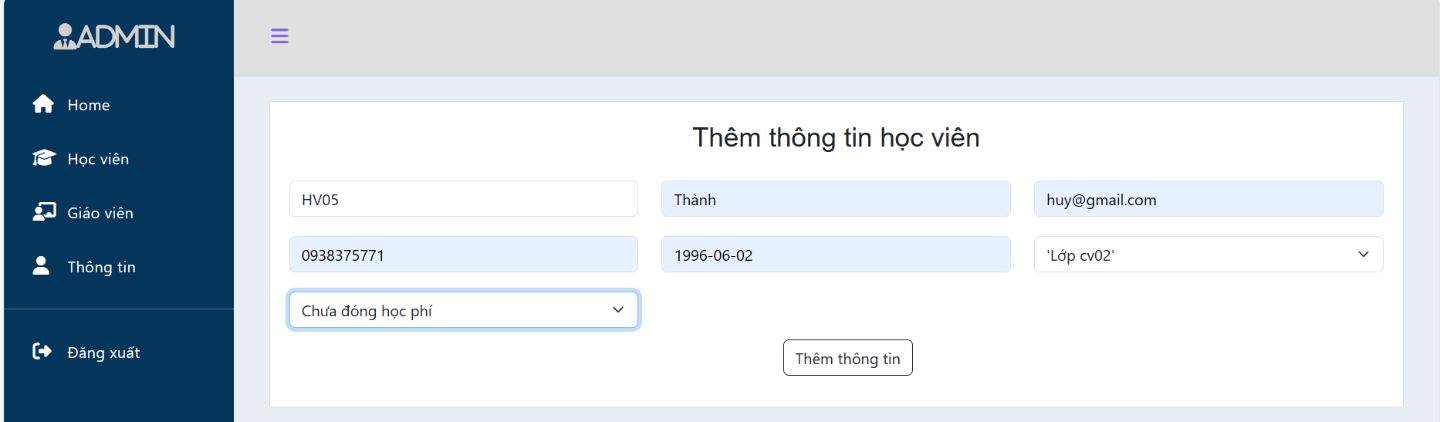 ADMIN
Home
Học viên
Giáo viên
Thông tin
Đăng xuất
Thêm thông tin học viên
HV05
Thành
huy@gmail.com
0938375771
1996-06-02
'Lớp cv02'
Chưa đóng học phí
Thêm thông tin